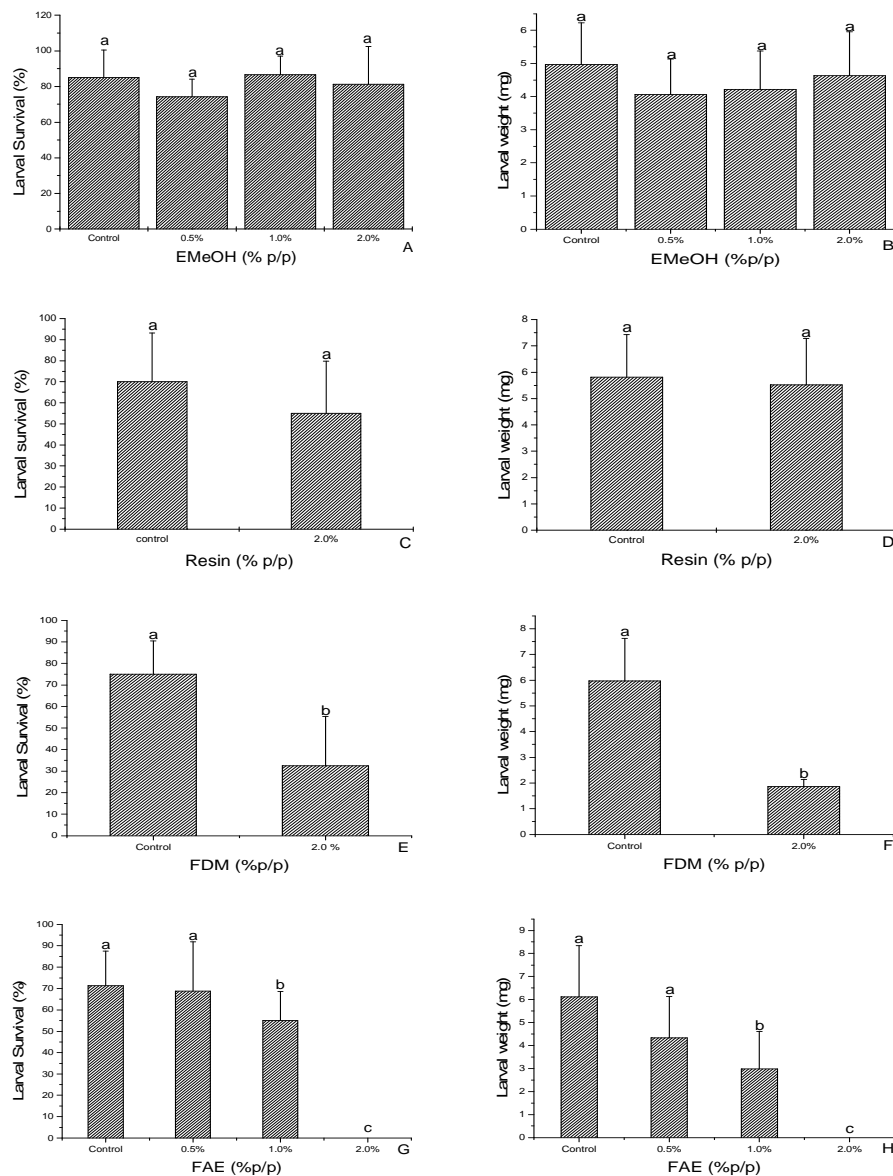 120
100
80
60
40
20
0
Larval Survival (%)
a
a
a
a
Control
0.5%
1.0%
2.0%
EMeOH (% p/p)
A
6
5
4
3
2
1
0
Larval weight (mg)
a
a
a
a
Control
0.5%
1.0%
2.0%
EMeOH (%p/p)
B
100
90
80
70
60
50
40
30
20
10
0
Larval survival (%)
a
a
control
2.0%
Resin (% p/p)
C
8
7
6
5
4
3
2
1
0
Larval weight (mg)
a
a
Control
2.0%
Resin (% p/p)
D
100
90
80
70
60
50
40
30
20
10
0
Larval Survival (%)
a
b
Control
2.0 %
FDM (%p/p)
E
8
7
6
5
4
3
2
1
0
Larval weight (mg)
a
b
Control
2.0%
FDM (% p/p)
F
100
90
80
70
60
50
40
30
20
10
0
Larval Survival (%)
a
a
b
c
Control
0.5%
1.0%
2.0%
FAE (%p/p)
G
9
8
7
6
5
4
3
2
1
0
Larval weight (mg)
a
a
b
c
Control
0.5%
1.0%
2.0%
FAE (%p/p)
H